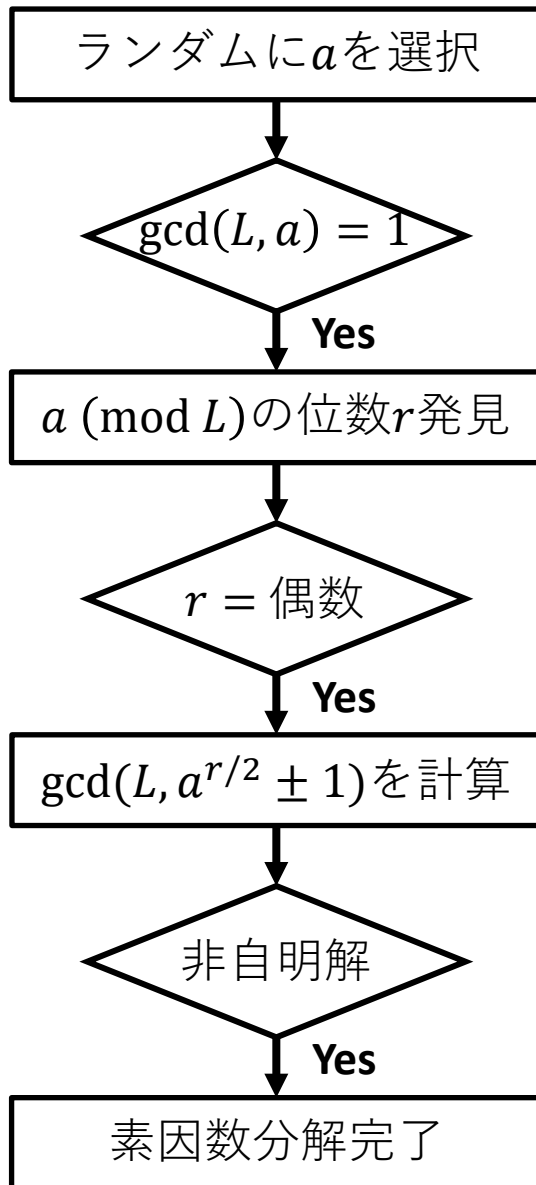 ランダムにaを選択
gcd(L, a) = 1
Yes
a (mod L)の位数r発見
r = 偶数
Yes
gcd(L, a^{r/2} ± 1)を計算
非自明解
Yes
素因数分解完了